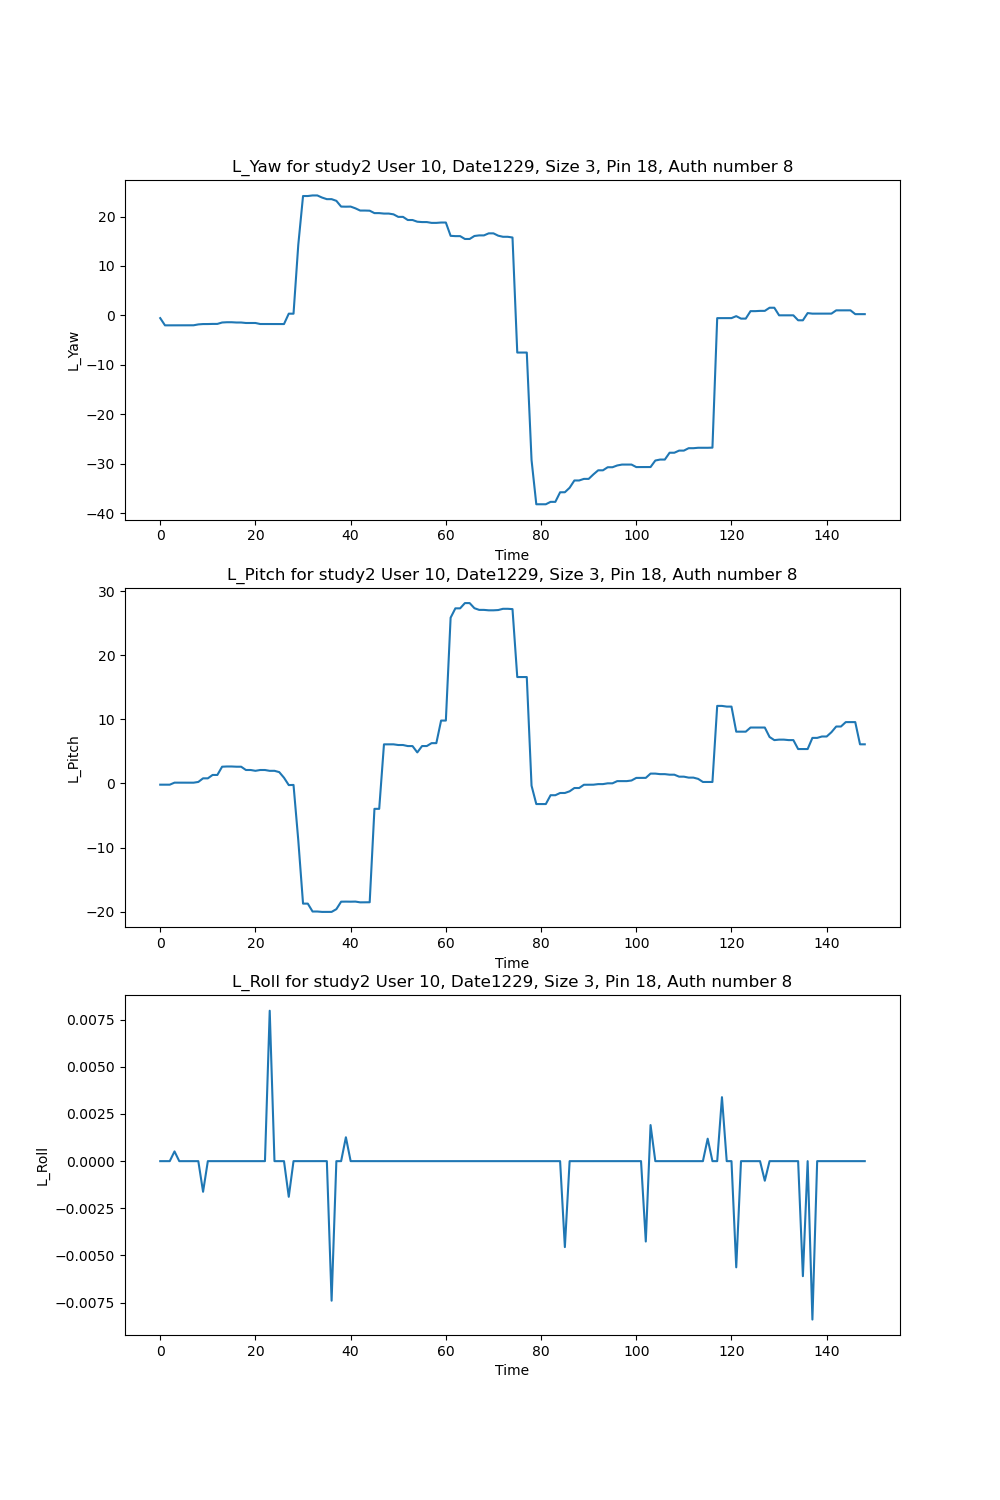 L_Yaw for study2 User 10, Date1229, Size 3, Pin 18, Auth number 8
20
10
0
−10
−20
−30
−40
L_Yaw
0 20 40 60 80 100 120 140
Time
L_Pitch for study2 User 10, Date1229, Size 3, Pin 18, Auth number 8
30
20
10
0
−10
−20
L_Pitch
0 20 40 60 80 100 120 140
Time
L_Roll for study2 User 10, Date1229, Size 3, Pin 18, Auth number 8
0.0075
0.0050
0.0025
0.0000
−0.0025
−0.0050
−0.0075
L_Roll
0 20 40 60 80 100 120 140
Time